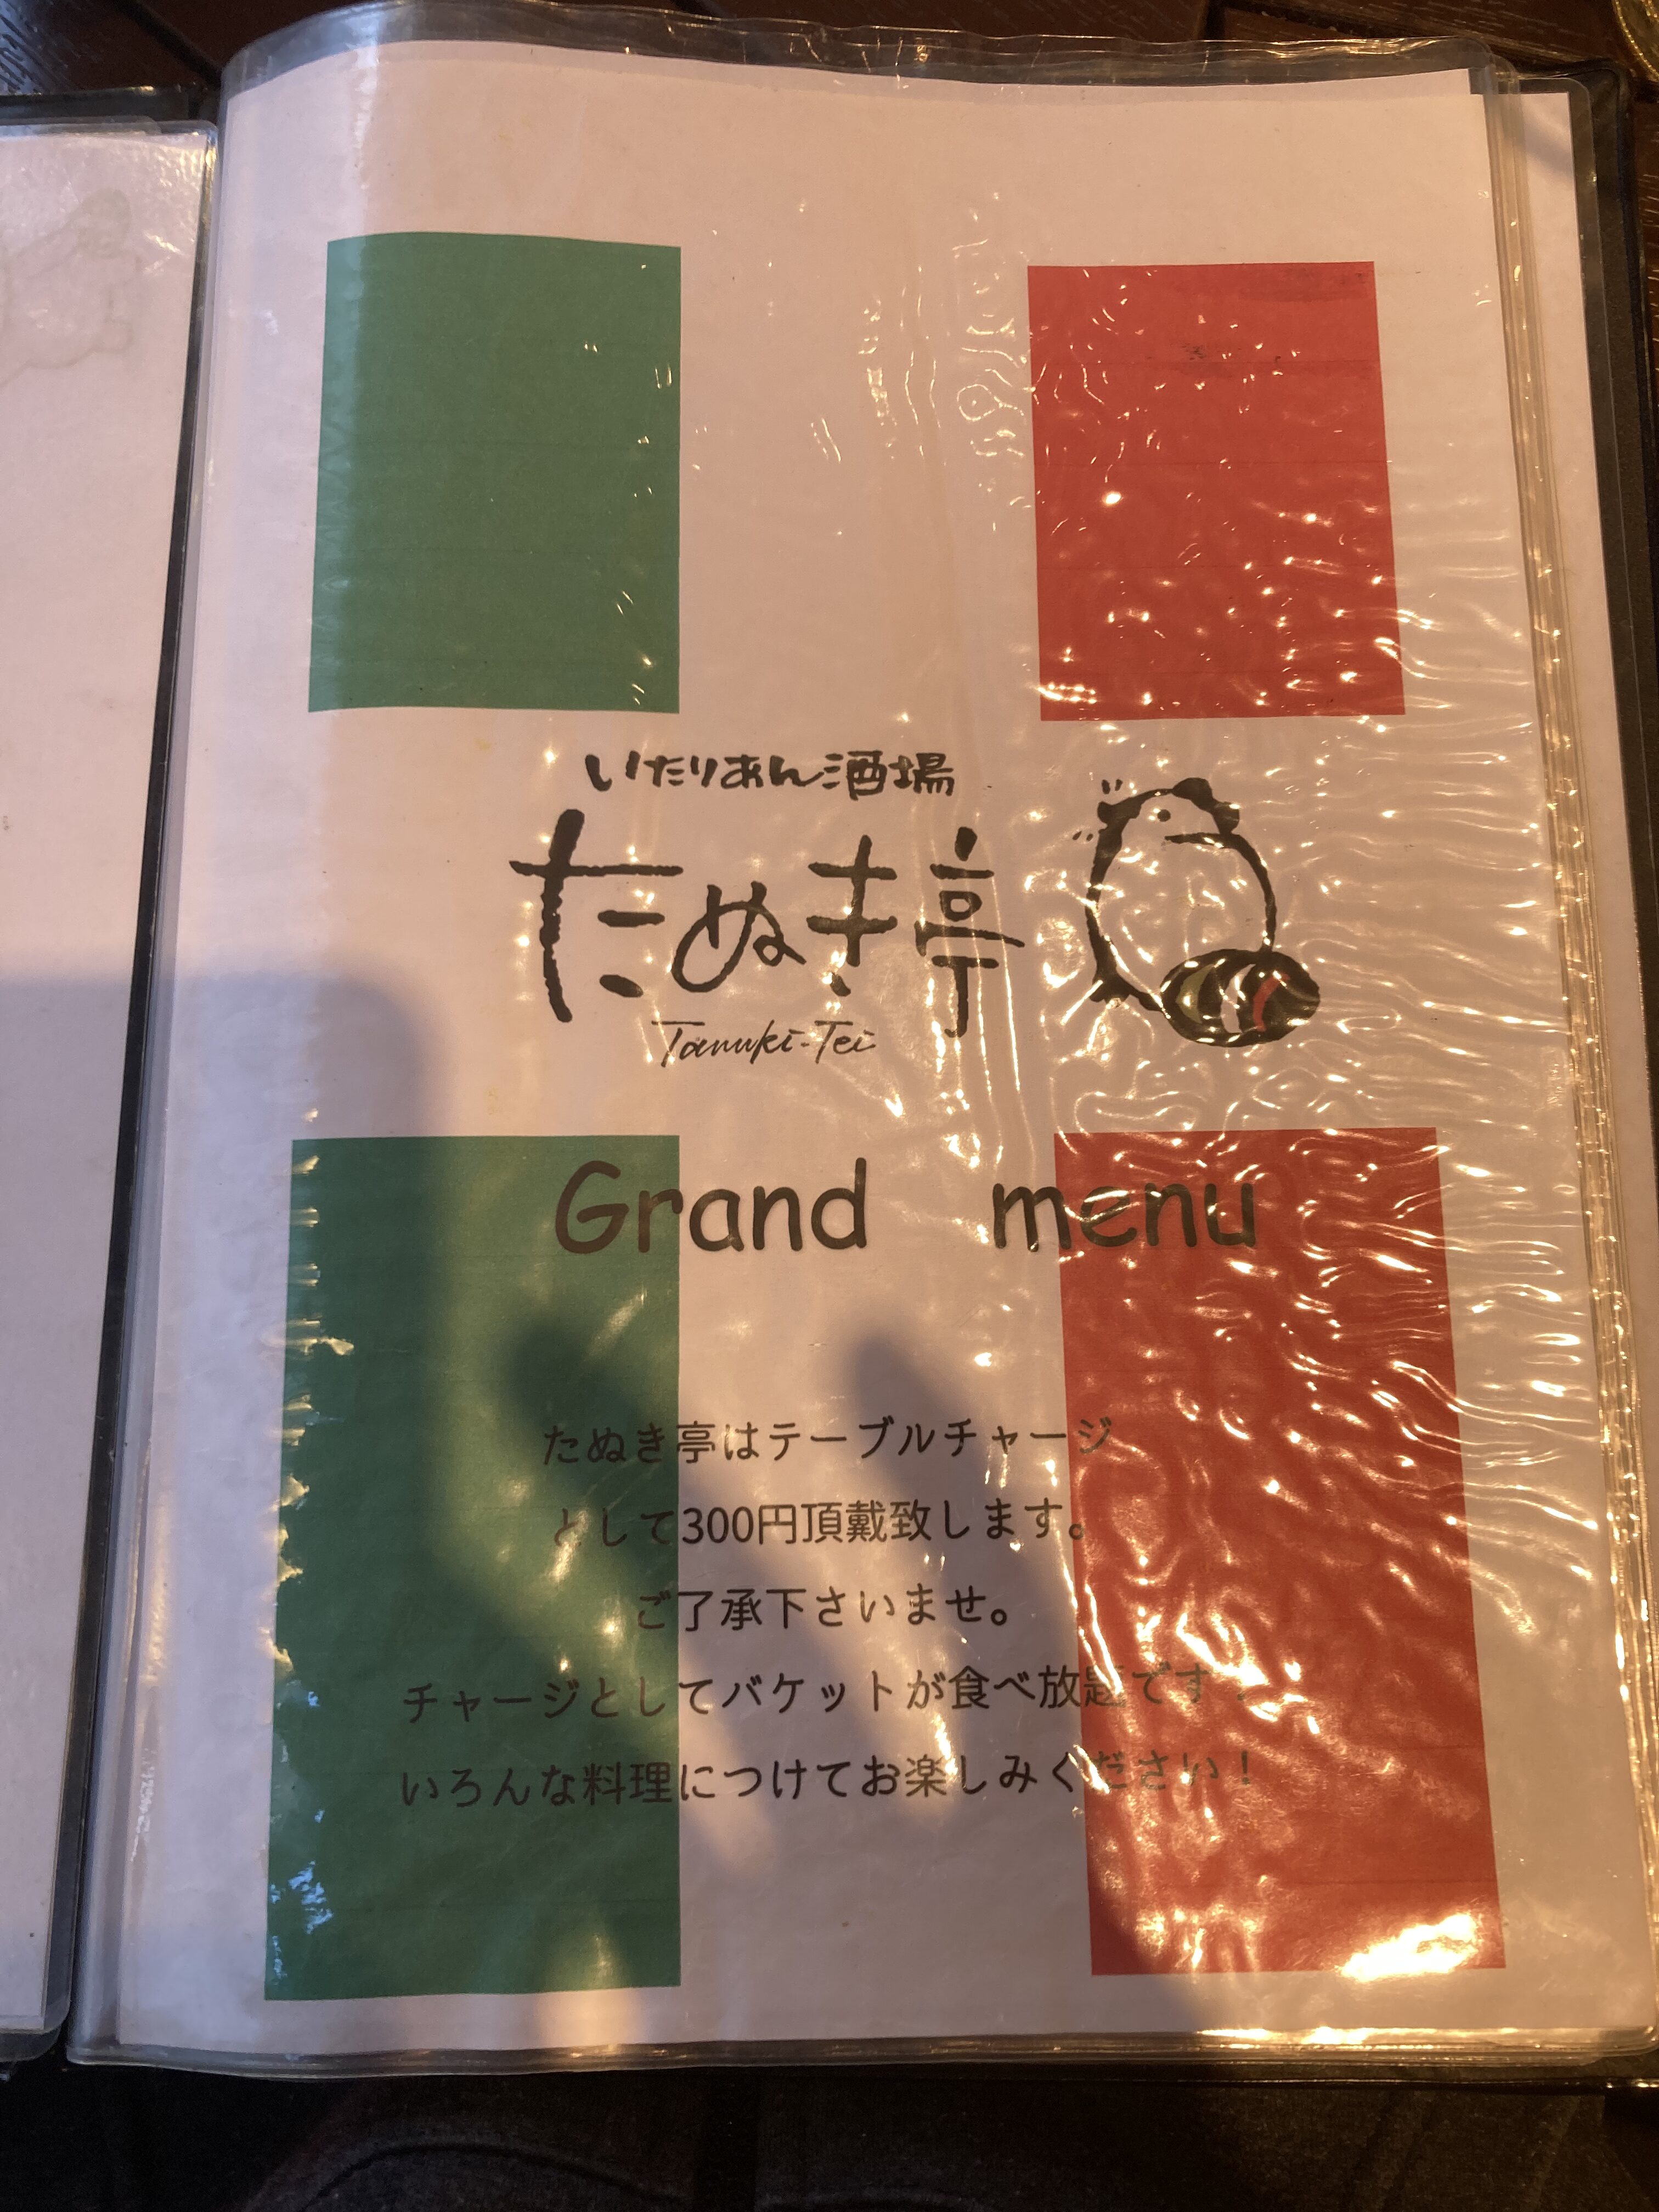 いたりあん酒場
たぬき亭
Tanuki-Tei
Grand menu
たぬき亭はテーブルチャージ
として300円頂戴致します。
ご了承下さいませ。
チャージとしてバケットが食べ放題です
いろんな料理につけてお楽しみください！